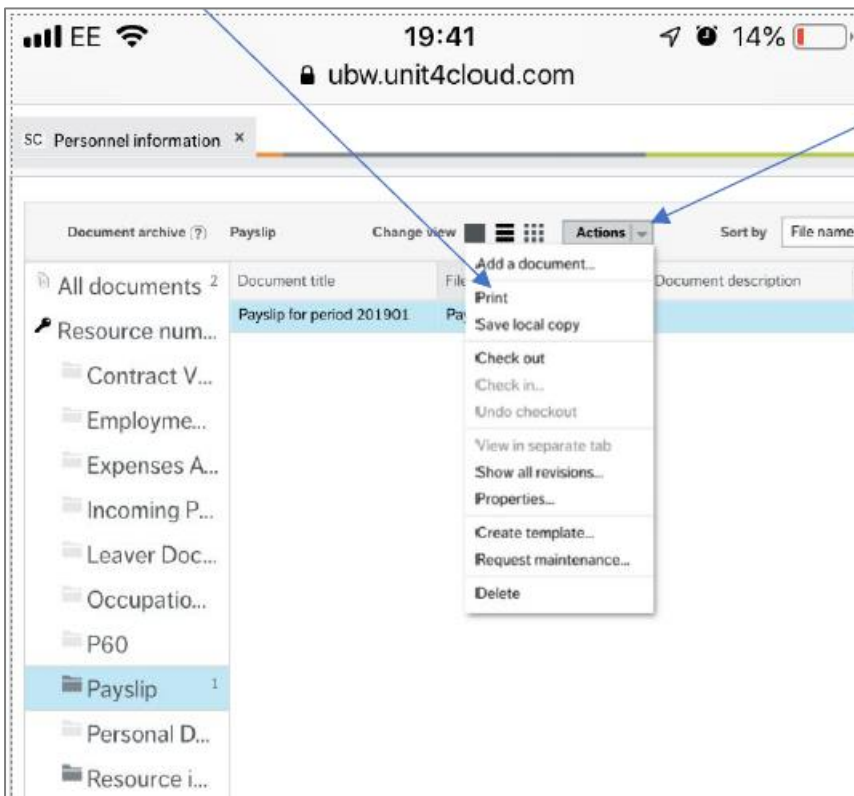 EE 19:41 14%
ubw.unit4cloud.com
SC Personnel information ×
Document archive (?) Payslip Change view Actions Sort by File name
All documents 2
Document title File Document description
Payslip for period 201901 Pay
Resource num...
Contract V...
Employme...
Expenses A...
Incoming P...
Leaver Doc...
Occupatio...
P60
Payslip 1
Personal D...
Resource i...
Add a document...
Print
Save local copy
Check out
Check in...
Undo checkout
View in separate tab
Show all revisions...
Properties...
Create template...
Request maintenance...
Delete